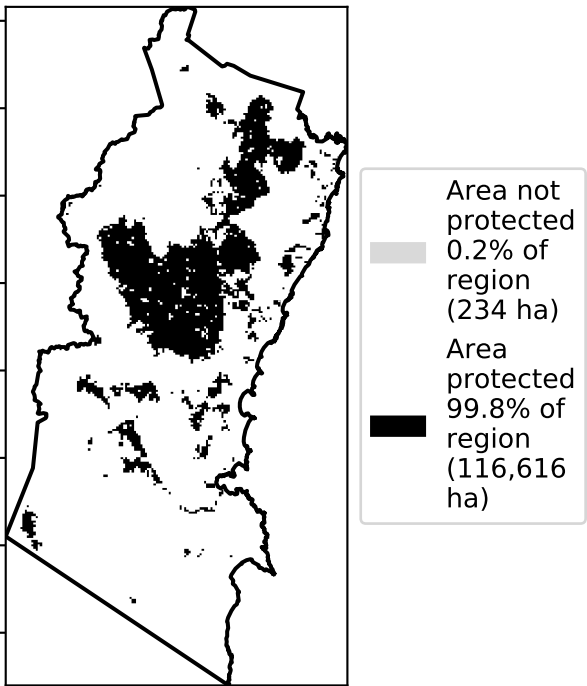 Area not
protected
0.2% of
region
(234 ha)
Area
protected
99.8% of
region
(116,616
ha)